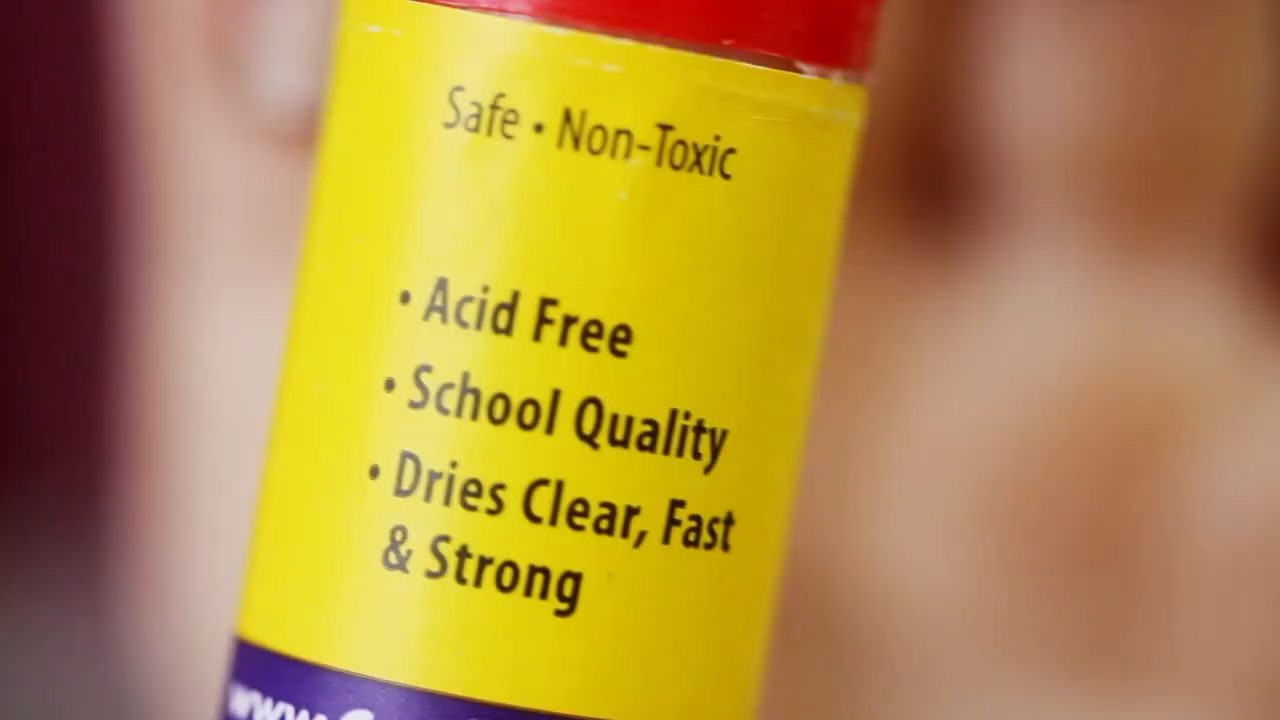 Safe • Non-Toxic
• Acid Free
• School Quality
• Dries Clear, Fast
& Strong